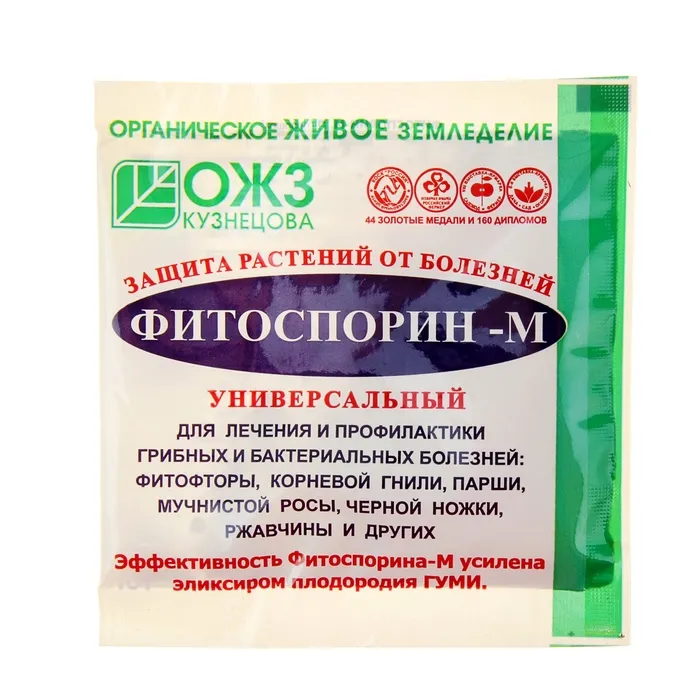 ОРГАНИЧЕСКОЕ ЖИВОЕ ЗЕМЛЕДЕЛИЕ
ОЖЗ
КУЗНЕЦОВА
44 ЗОЛОТЫЕ МЕДАЛИ И 160 ДИПЛОМОВ
ЗАЩИТА РАСТЕНИЙ ОТ БОЛЕЗНЕЙ
ФИТОСПОРИН -М
УНИВЕРСАЛЬНЫЙ
ДЛЯ ЛЕЧЕНИЯ И ПРОФИЛАКТИКИ
ГРИБНЫХ И БАКТЕРИАЛЬНЫХ БОЛЕЗНЕЙ:
ФИТОФТОРЫ, КОРНЕВОЙ ГНИЛИ, ПАРШИ,
МУЧНИСТОЙ РОСЫ, ЧЕРНОЙ НОЖКИ,
РЖАВЧИНЫ И ДРУГИХ
Эффективность Фитоспорина-М усилена
эликсиром плодородия ГУМИ.